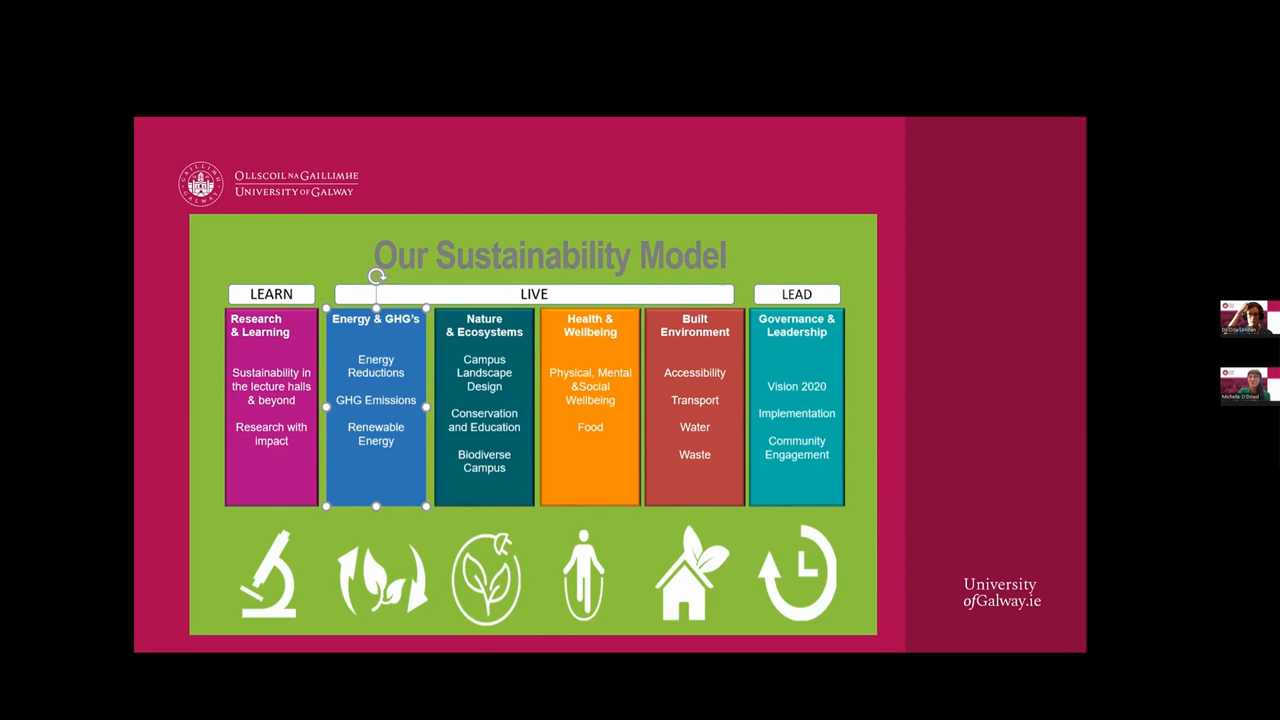 OLLSCOIL NA GAILLIMHE
UNIVERSITY OF GALWAY
Our Sustainability Model
LEARN
LIVE
LEAD
Research
& Learning
Sustainability in
the lecture halls
& beyond
Research with
impact
Energy & GHG's
Energy
Reductions
GHG Emissions
Renewable
Energy
Nature
& Ecosystems
Campus
Landscape
Design
Conservation
and Education
Biodiverse
Campus
Health &
Wellbeing
Physical, Mental
&Social
Wellbeing
Food
Built
Environment
Accessibility
Transport
Water
Waste
Governance &
Leadership
Vision 2020
Implementation
Community
Engagement
University
ofGalway.ie
Michelle O'Dowd